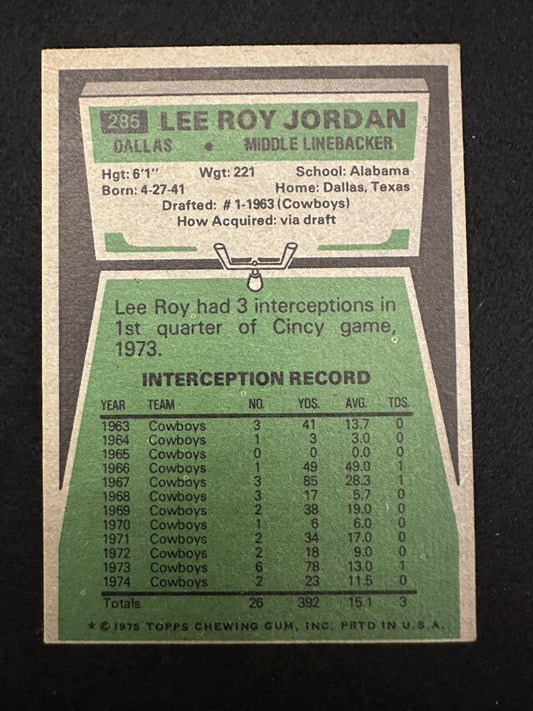 285 LEE ROY JORDAN
DALLAS • MIDDLE LINEBACKER
Hgt: 6'1" Wgt: 221 School: Alabama
Born: 4-27-41 Home: Dallas, Texas
Drafted: #1-1963 (Cowboys)
How Acquired: via draft
Lee Roy had 3 interceptions in
1st quarter of Cincy game,
1973.
INTERCEPTION RECORD
YEAR TEAM NO. YDS. AVG. TDS.
1963 Cowboys 3 41 13.7 0
1964 Cowboys 1 3 3.0 0
1965 Cowboys 0 0 0.0 0
1966 Cowboys 1 49 49.0 1
1967 Cowboys 3 85 28.3 1
1968 Cowboys 3 17 5.7 0
1969 Cowboys 2 38 19.0 0
1970 Cowboys 1 6 6.0 0
1971 Cowboys 2 34 17.0 0
1972 Cowboys 2 18 9.0 0
1973 Cowboys 6 78 13.0 1
1974 Cowboys 2 23 11.5 0
Totals 26 392 15.1 3
* © 1975 TOPPS CHEWING GUM, INC. PRTD IN U.S.A.